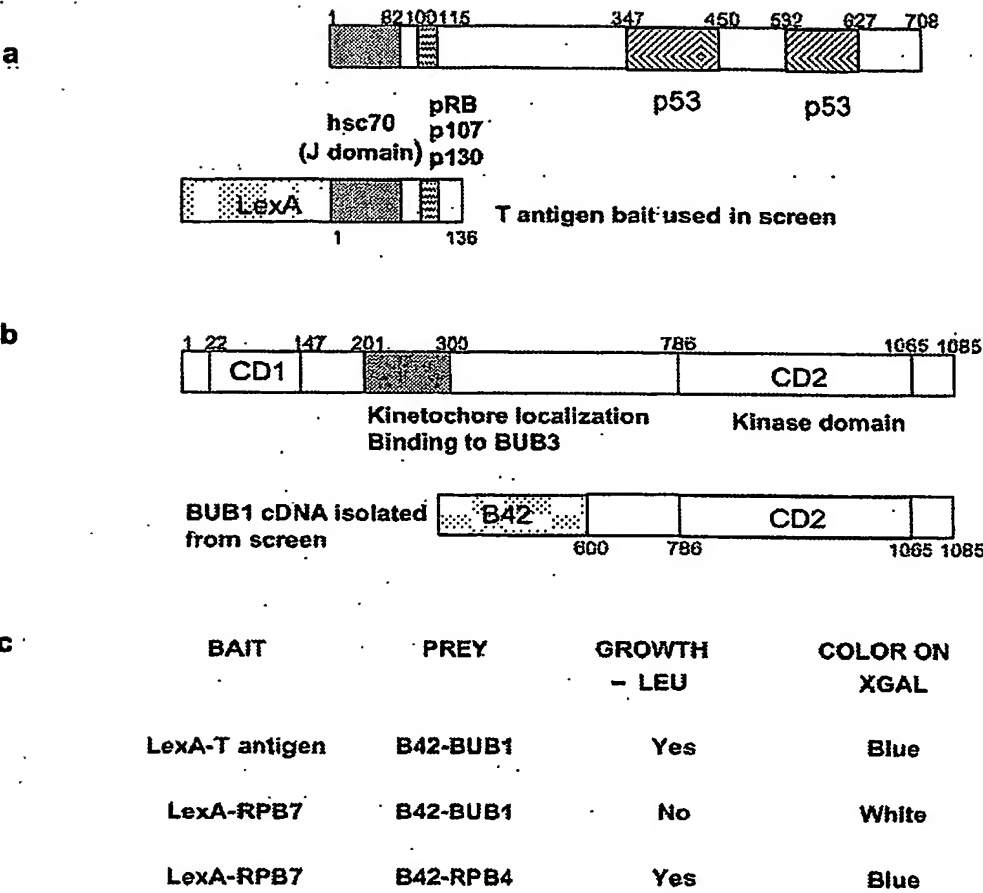 a
1 82 100 115 347 450 592 627 708
hsc70
(J domain)
pRB
p107
p130
p53 p53
LexA
1 136
T antigen bait used in screen
b
1 22 147 201 300 786 1065 1085
CD1 CD2
Kinetochore localization
Binding to BUB3
Kinase domain
BUB1 cDNA isolated
from screen
B42 CD2
600 786 1065 1085
c
BAIT PREY GROWTH COLOR ON
– LEU XGAL
LexA-T antigen B42-BUB1 Yes Blue
LexA-RPB7 B42-BUB1 No White
LexA-RPB7 B42-RPB4 Yes Blue